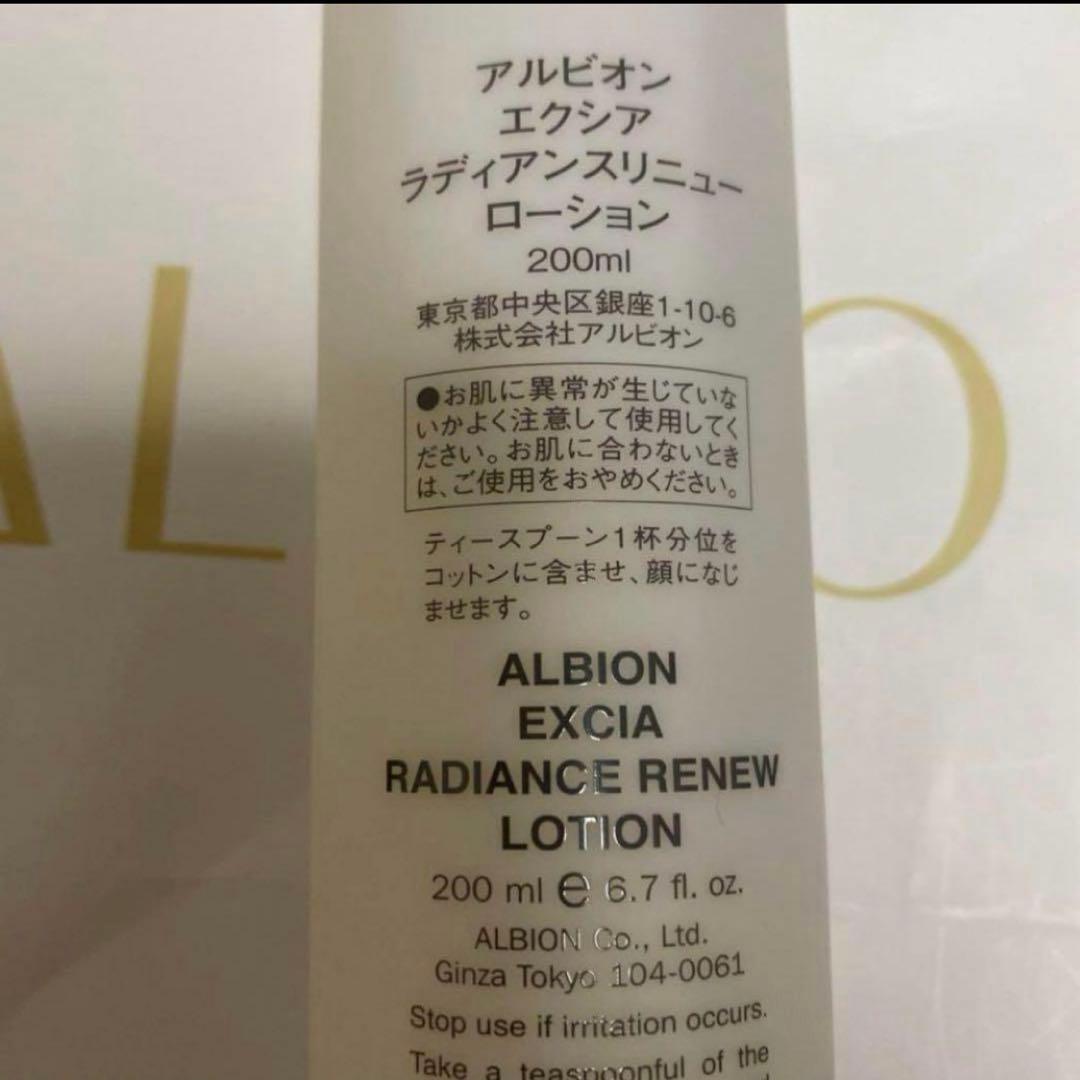 アルビオン
エクシア
ラディアンスリニュー
ローション
200ml
東京都中央区銀座1-10-6
株式会社アルビオン
●お肌に異常が生じていな
いかよく注意して使用してく
ださい。お肌に合わないとき
は、ご使用をおやめください。
ティースプーン1杯分位を
コットンに含ませ、顔になじ
ませます。
ALBION
EXCIA
RADIANCE RENEW
LOTION
200 ml e 6.7 fl. oz.
ALBION Co., Ltd.
Ginza Tokyo 104-0061
Stop use if irritation occurs.
Take a teaspoonful of the
AL O